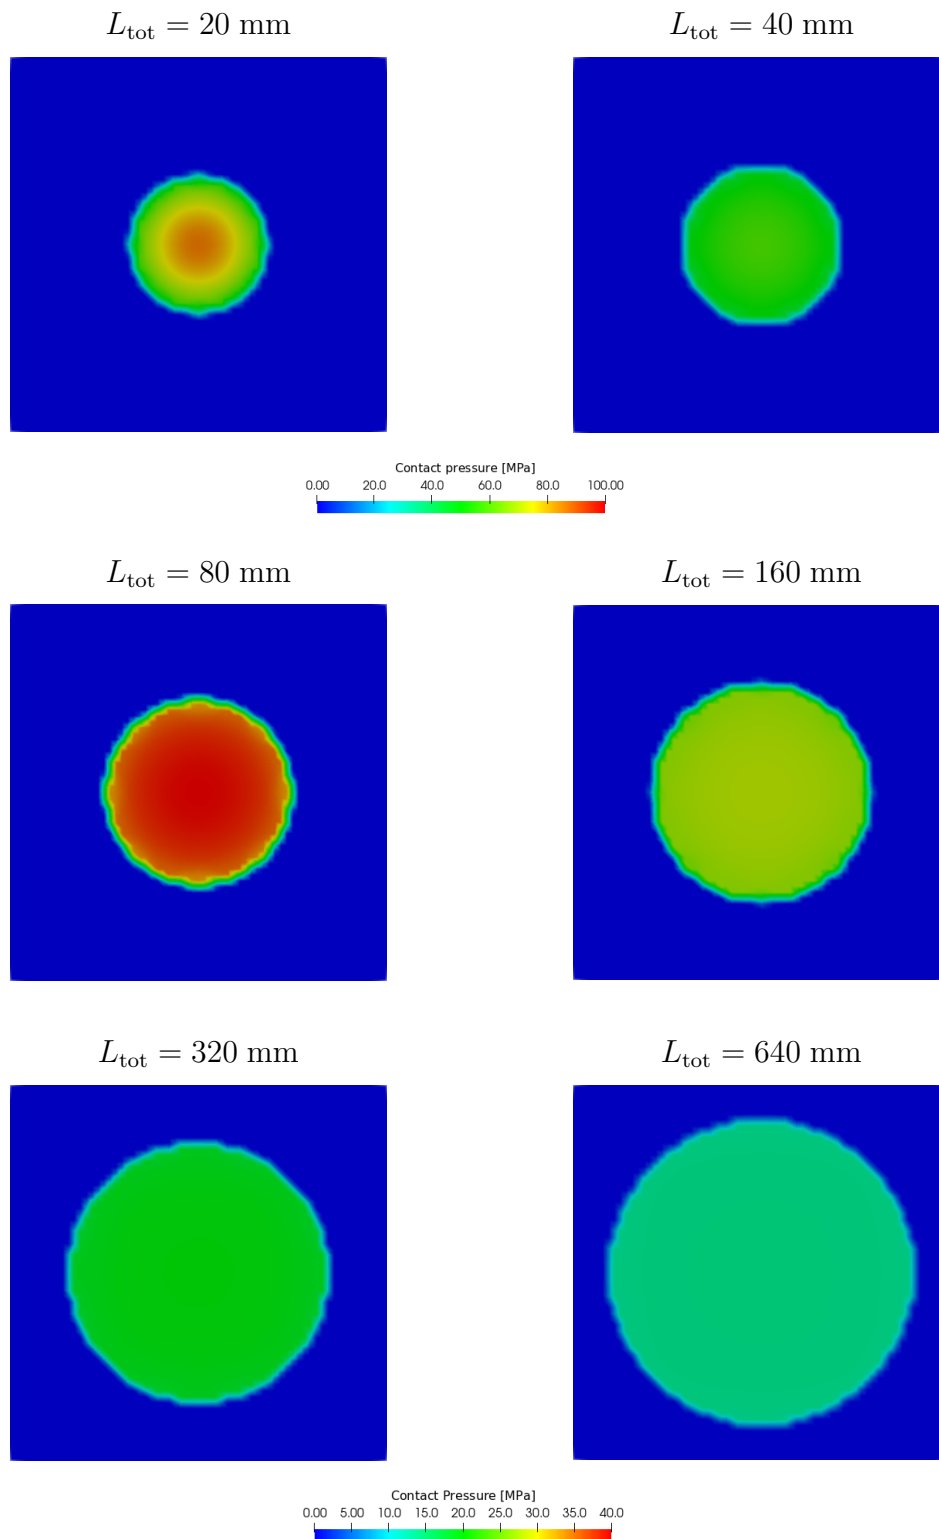 L_tot = 20 mm
L_tot = 40 mm
Contact pressure [MPa]
0.00 20.0 40.0 60.0 80.0 100.00
L_tot = 80 mm
L_tot = 160 mm
L_tot = 320 mm
L_tot = 640 mm
Contact Pressure [MPa]
0.00 5.00 10.0 15.0 20.0 25.0 30.0 35.0 40.0